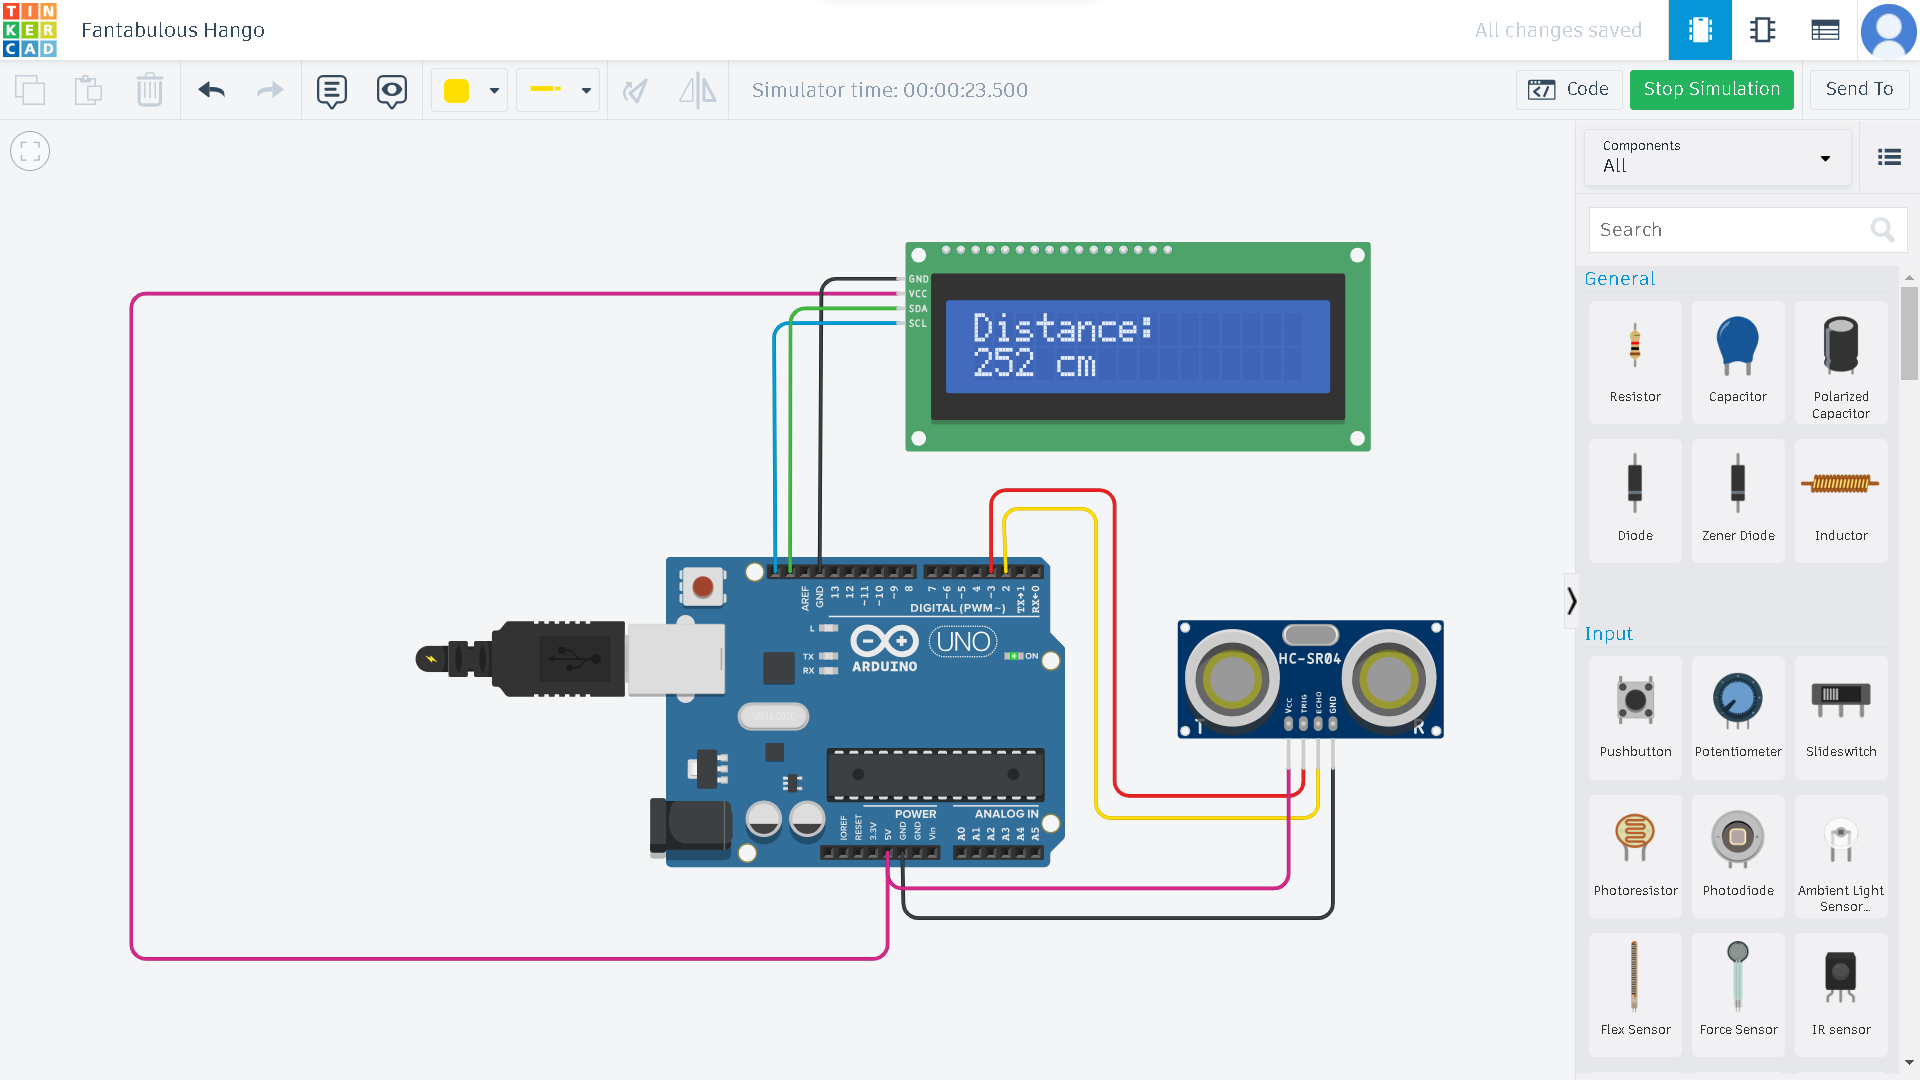 TIN
KER
CAD
Fantabulous Hango
All changes saved
Simulator time: 00:00:23.500
Code
Stop Simulation
Send To
Components
All
Search
General
Resistor
Capacitor
Polarized
Capacitor
Diode
Zener Diode
Inductor
Input
Pushbutton
Potentiometer
Slideswitch
Photoresistor
Photodiode
Ambient Light
Sensor...
Flex Sensor
Force Sensor
IR sensor
GND
VCC
SDA
SCL
Distance:
252 cm
AREF
GND
13
12
~11
~10
~9
8
7
~6
~5
4
~3
2
TX→1
RX←0
DIGITAL (PWM~)
L
TX
RX
ARDUINO
UNO
ON
POWER
ANALOG IN
IOREF
RESET
3.3V
5V
GND
GND
Vin
A0
A1
A2
A3
A4
A5
HC-SR04
VCC
TRIG
ECHO
GND
T
R